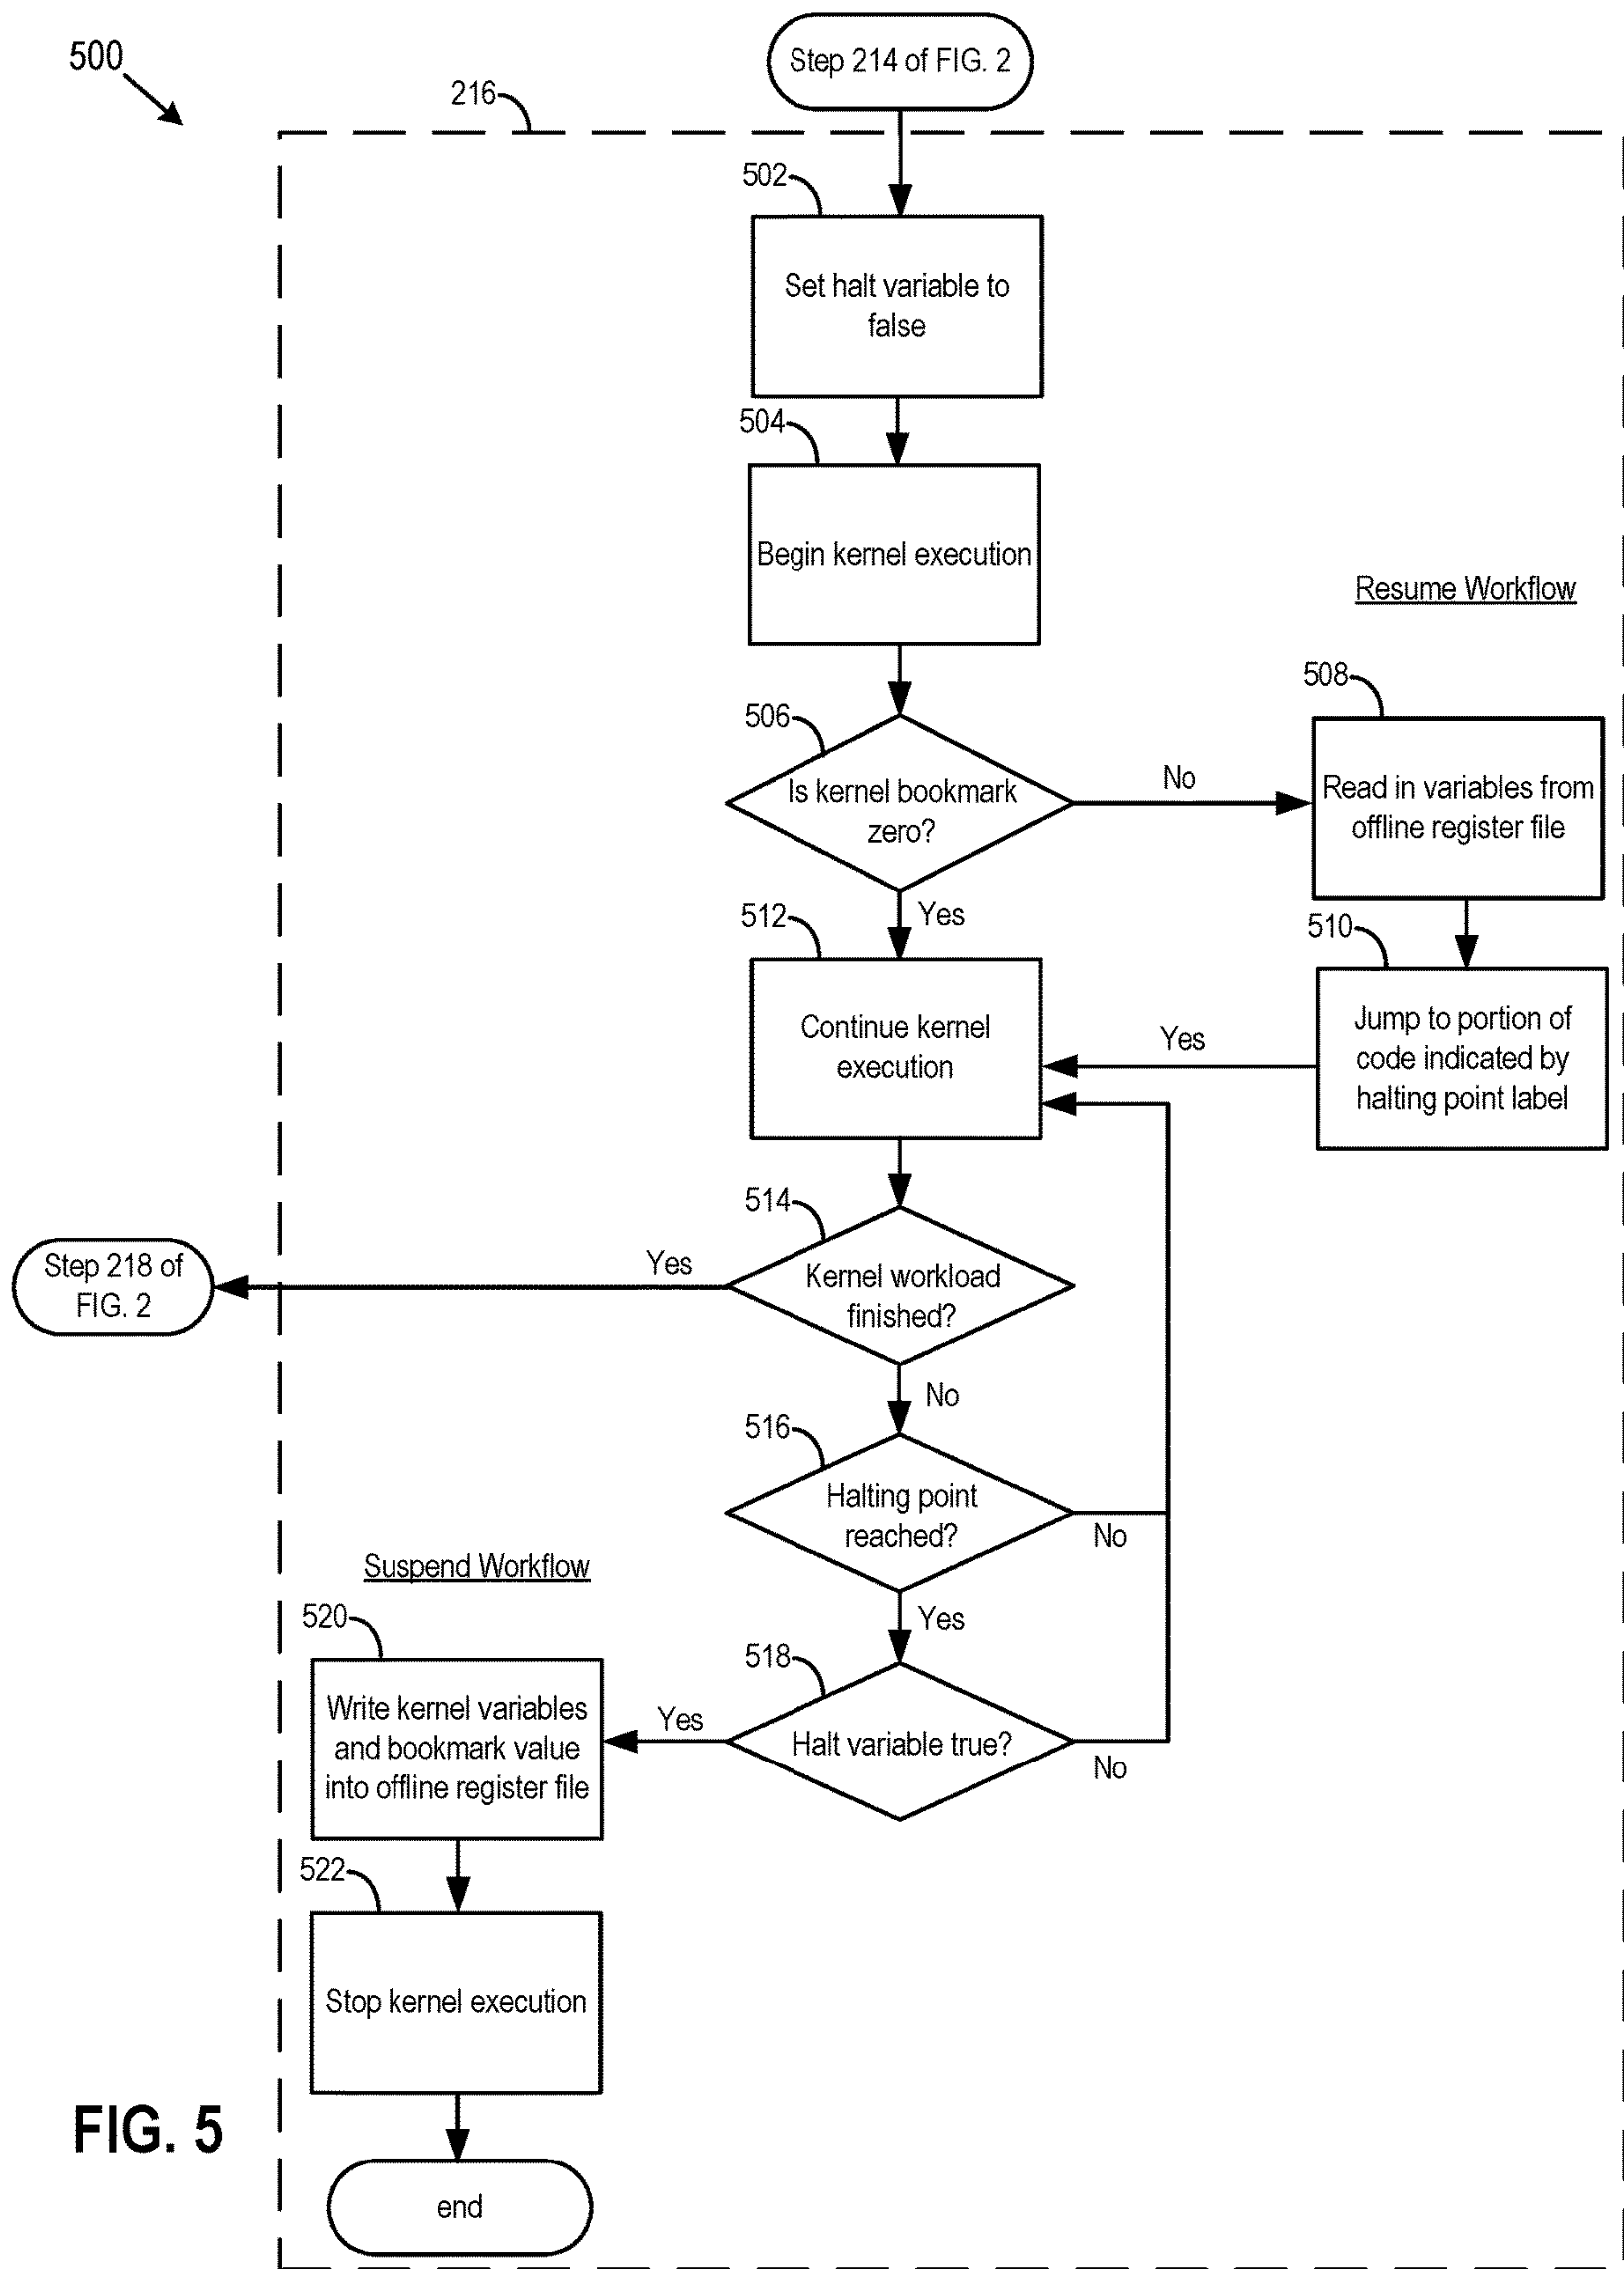 500
Step 214 of FIG. 2
216
502
Set halt variable to
false
504
Begin kernel execution
Resume Workflow
506
Is kernel bookmark
zero?
No
508
Read in variables from
offline register file
Yes
510
Jump to portion of
code indicated by
halting point label
Yes
512
Continue kernel
execution
514
Kernel workload
finished?
Yes
Step 218 of
FIG. 2
No
516
Halting point
reached?
No
Yes
Suspend Workflow
518
Halt variable true?
No
Yes
520
Write kernel variables
and bookmark value
into offline register file
522
Stop kernel execution
end
FIG. 5